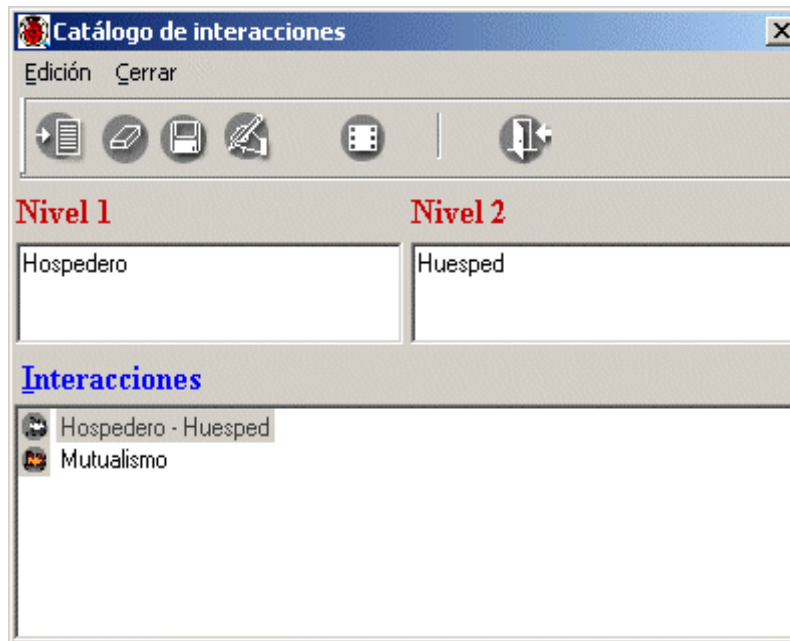 Catálogo de interacciones
Edición Cerrar
Nivel 1 Nivel 2
Hospedero Huesped
Interacciones
Hospedero - Huesped
Mutualismo